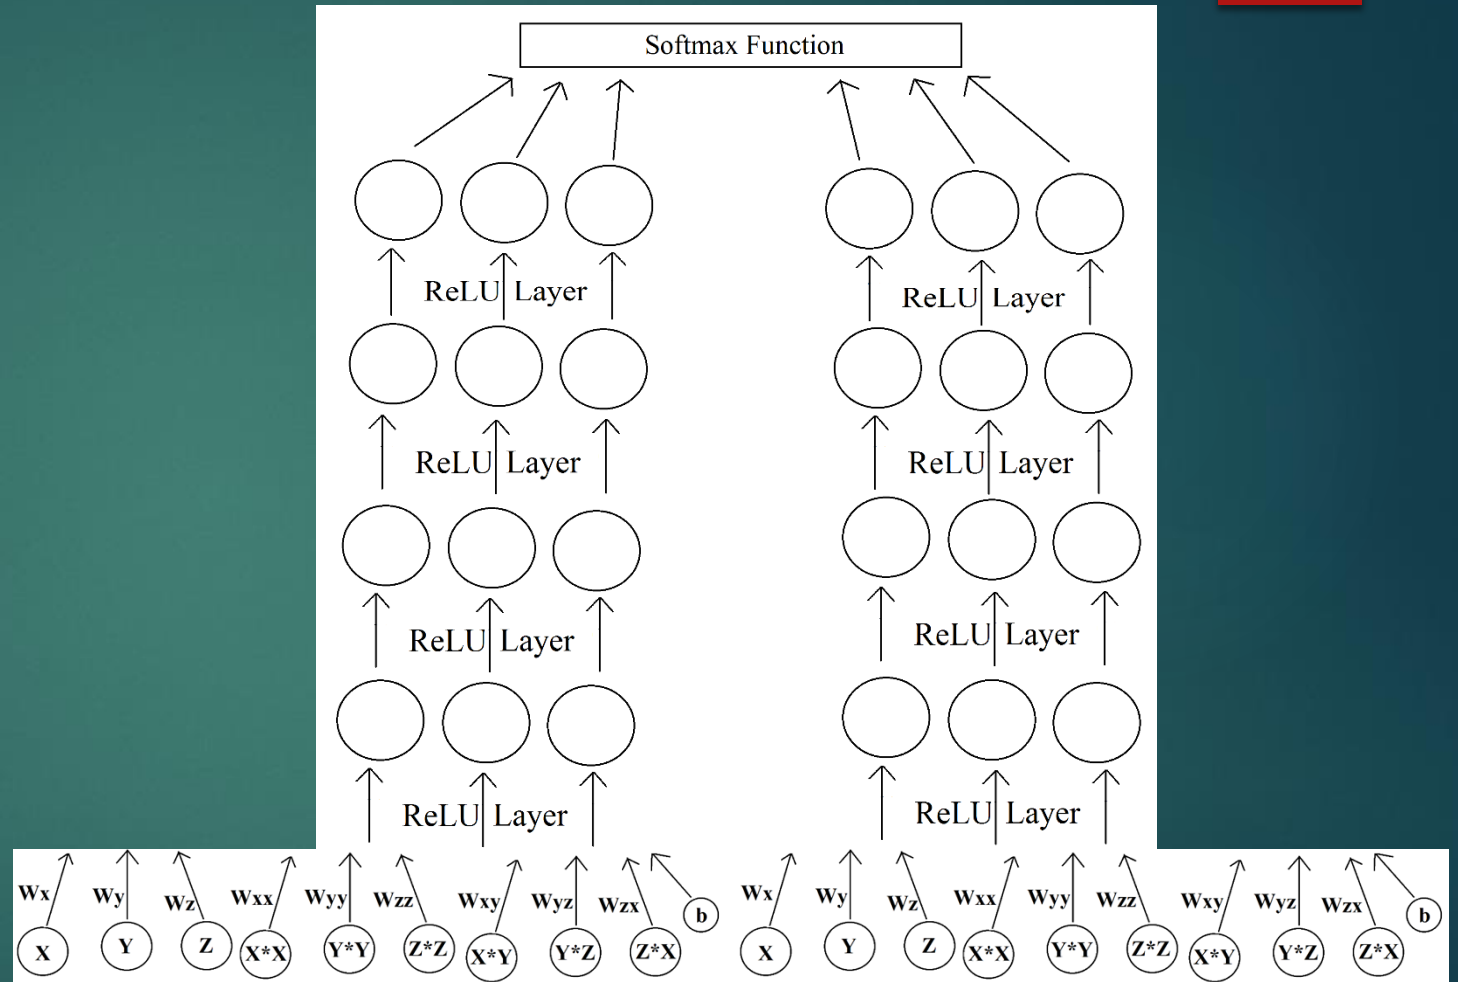 Softmax Function
ReLU Layer ReLU Layer
ReLU Layer ReLU Layer
ReLU Layer ReLU Layer
ReLU Layer ReLU Layer
Wx Wy Wz Wxx Wyy Wzz Wxy Wyz Wzx b Wx Wy Wz Wxx Wyy Wzz Wxy Wyz Wzx b
X Y Z X*X Y*Y Z*Z X*Y Y*Z Z*X X Y Z X*X Y*Y Z*Z X*Y Y*Z Z*X